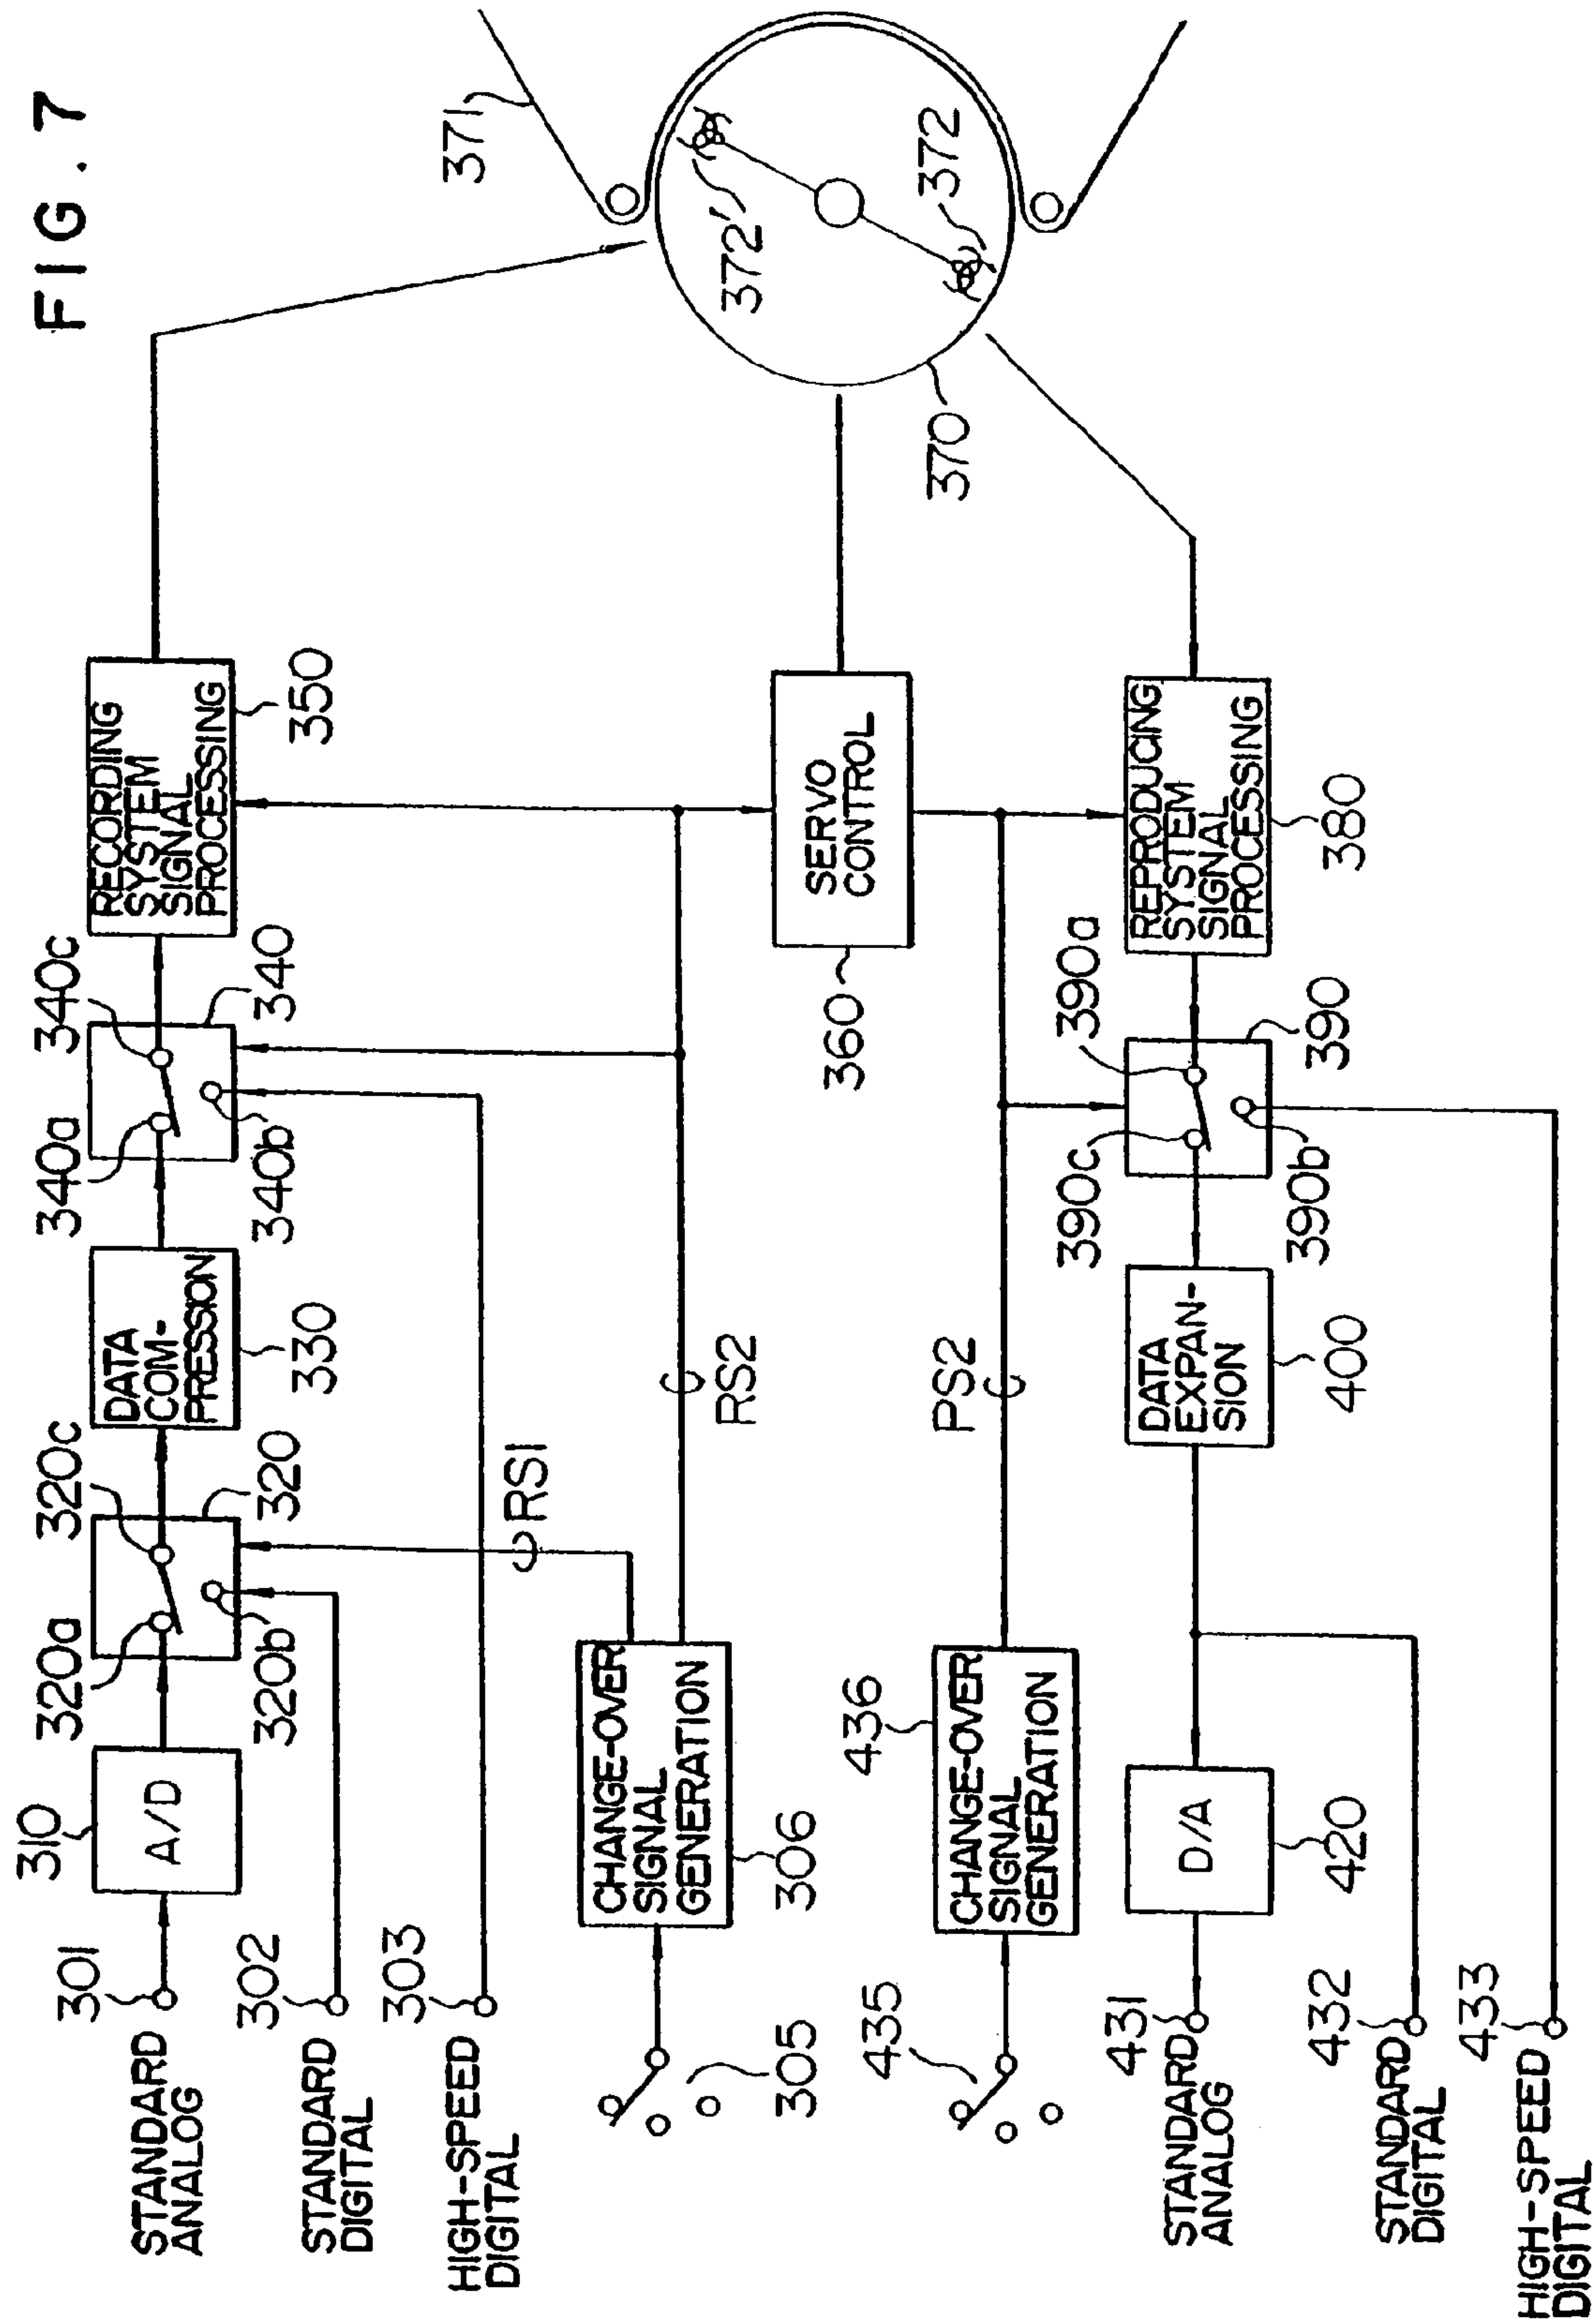 FIG. 7
301
STANDARD
ANALOG
310
A/D
320a
320c
320b
320
DATA
COM-
PRESSION
330
340a
340c
340b
340
RECORDING
SYSTEM
SIGNAL
PROCESSING
350
302
STANDARD
DIGITAL
303
HIGH-SPEED
DIGITAL
RS1
RS2
305
CHANGE-OVER
SIGNAL
GENERATION
306
SERVO
CONTROL
360
371
372'
372
370
435
436
CHANGE-OVER
SIGNAL
GENERATION
PS2
431
STANDARD
ANALOG
D/A
420
DATA
EXPAN-
SION
400
390c
390a
390b
390
REPRODUCING
SYSTEM
SIGNAL
PROCESSING
380
432
STANDARD
DIGITAL
433
HIGH-SPEED
DIGITAL